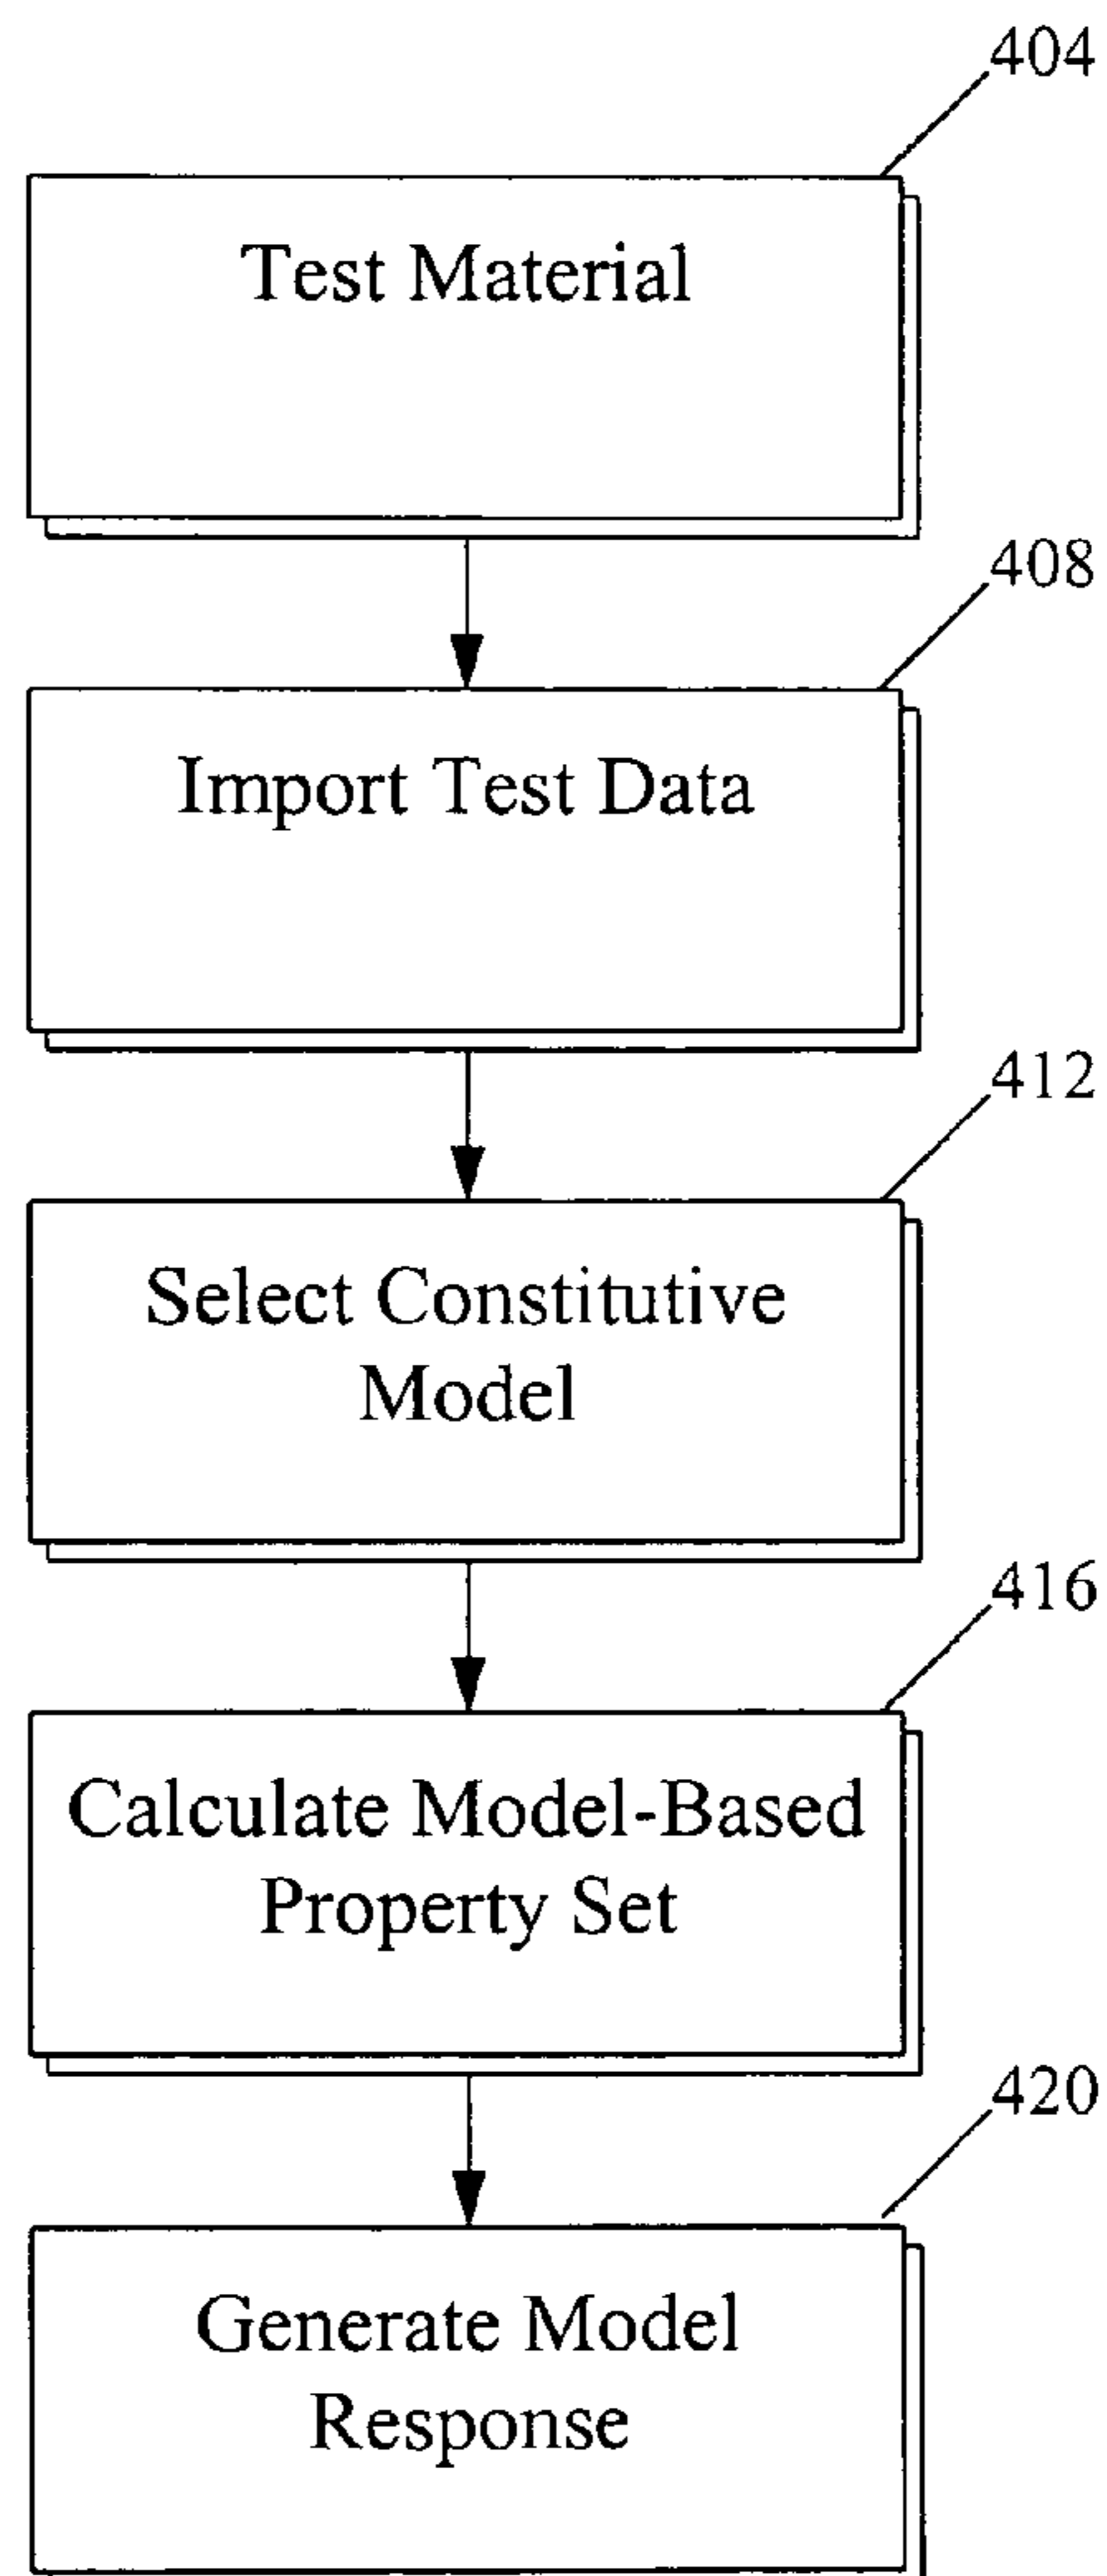 404
Test Material
408
Import Test Data
412
Select Constitutive
Model
416
Calculate Model-Based
Property Set
420
Generate Model
Response